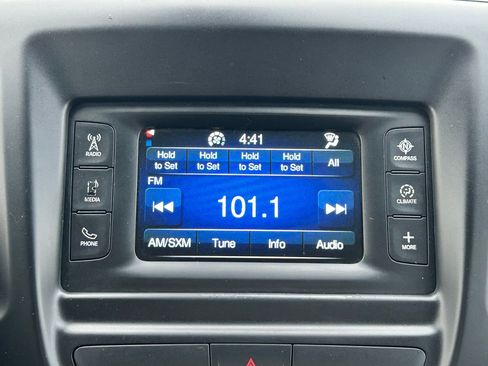 4:41
RADIO
Hold to Set
Hold to Set
Hold to Set
Hold to Set
All
N
COMPASS
FM
MEDIA
101.1
CLIMATE
PHONE
AM/SXM
Tune
Info
Audio
+
MORE